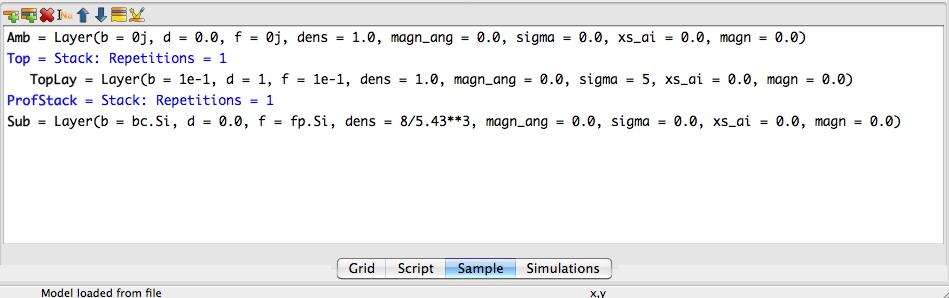 INa
Amb = Layer(b = 0j, d = 0.0, f = 0j, dens = 1.0, magn_ang = 0.0, sigma = 0.0, xs_ai = 0.0, magn = 0.0)
Top = Stack: Repetitions = 1
TopLay = Layer(b = 1e-1, d = 1, f = 1e-1, dens = 1.0, magn_ang = 0.0, sigma = 5, xs_ai = 0.0, magn = 0.0)
ProfStack = Stack: Repetitions = 1
Sub = Layer(b = bc.Si, d = 0.0, f = fp.Si, dens = 8/5.43**3, magn_ang = 0.0, sigma = 0.0, xs_ai = 0.0, magn = 0.0)
Grid Script Sample Simulations
Model loaded from file x,y